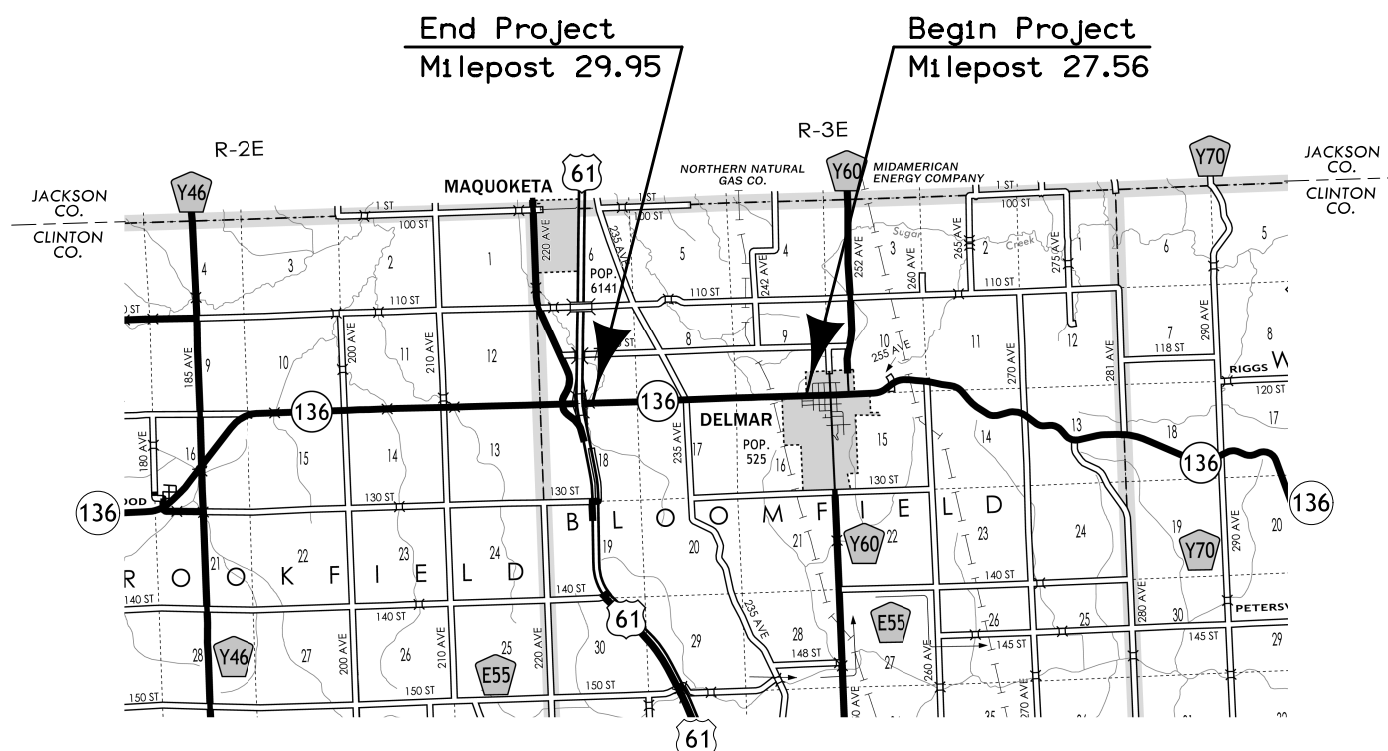 End Project
Milepost 29.95
Begin Project
Milepost 27.56
R-2E
R-3E
JACKSON
CO.
CLINTON
CO.
JACKSON
CO.
CLINTON
CO.
Y46
MAQUOKETA
61
NORTHERN NATURAL
GAS CO.
Y60
MIDAMERICAN
ENERGY COMPANY
Y70
1 ST
100 ST
1 ST
100 ST
1 ST
100 ST
220 AVE
235 AVE
242 AVE
252 AVE
260 AVE
265 AVE
275 AVE
Sugar
Creek
4
3
2
1
6
5
4
3
2
1
6
5
POP.
6141
110 ST
110 ST
110 ST
110 ST
185 AVE
200 AVE
210 AVE
270 AVE
281 AVE
290 AVE
9
10
11
12
7
8
9
10
11
12
7
8
255 AVE
118 ST
RIGGS
120 ST
136
136
DELMAR
POP.
525
180 AVE
235 AVE
16
15
14
13
18
17
16
15
14
13
18
17
136
OOD
136
136
130 ST
130 ST
130 ST
B L O O M F I E L D
21
22
23
24
19
20
21
22
23
24
19
20
Y60
Y70
290 AVE
R O O K F I E L D
140 ST
140 ST
140 ST
140 ST
235 AVE
280 AVE
61
E55
PETERSV
28
27
26
25
30
29
28
27
26
25
30
29
145 ST
145 ST
148 ST
Y46
E55
200 AVE
210 AVE
220 AVE
260 AVE
270 AVE
150 ST
150 ST
150 ST
61